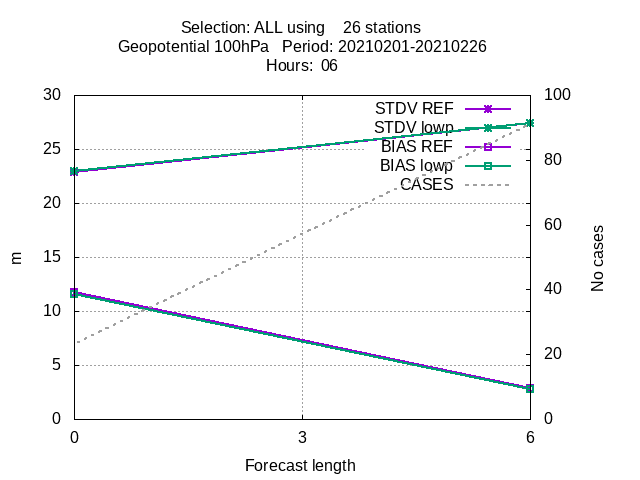 Selection: ALL using    26 stations
Geopotential 100hPa   Period: 20210201-20210226
Hours:  06
30
25
20
15
10
5
0
m
STDV REF
STDV lowp
BIAS REF
BIAS lowp
CASES
100
80
60
40
20
0
No cases
0 3 6
Forecast length